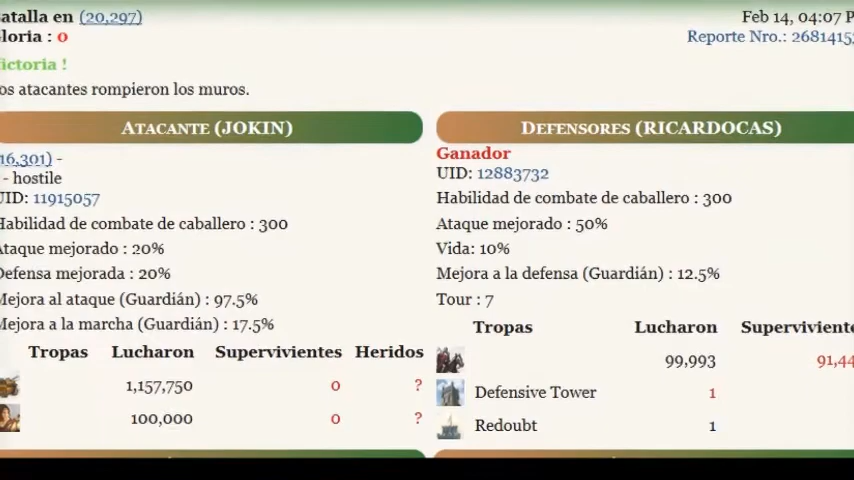 atalla en (20,297)
Feb 14, 04:07 P
loria : 0
Reporte Nro.: 2681415
ictoria !
os atacantes rompieron los muros.
ATACANTE (JOKIN)
16,301) -
- hostile
UID: 11915057
Habilidad de combate de caballero : 300
Ataque mejorado : 20%
Defensa mejorada : 20%
Mejora al ataque (Guardián) : 97.5%
Mejora a la marcha (Guardián) : 17.5%
Tropas Lucharon Supervivientes Heridos
1,157,750 0 ?
100,000 0 ?
DEFENSORES (RICARDOCAS)
Ganador
UID: 12883732
Habilidad de combate de caballero : 300
Ataque mejorado : 50%
Vida: 10%
Mejora a la defensa (Guardián) : 12.5%
Tour : 7
Tropas Lucharon Superviviente
99,993 91,44
Defensive Tower 1
Redoubt 1